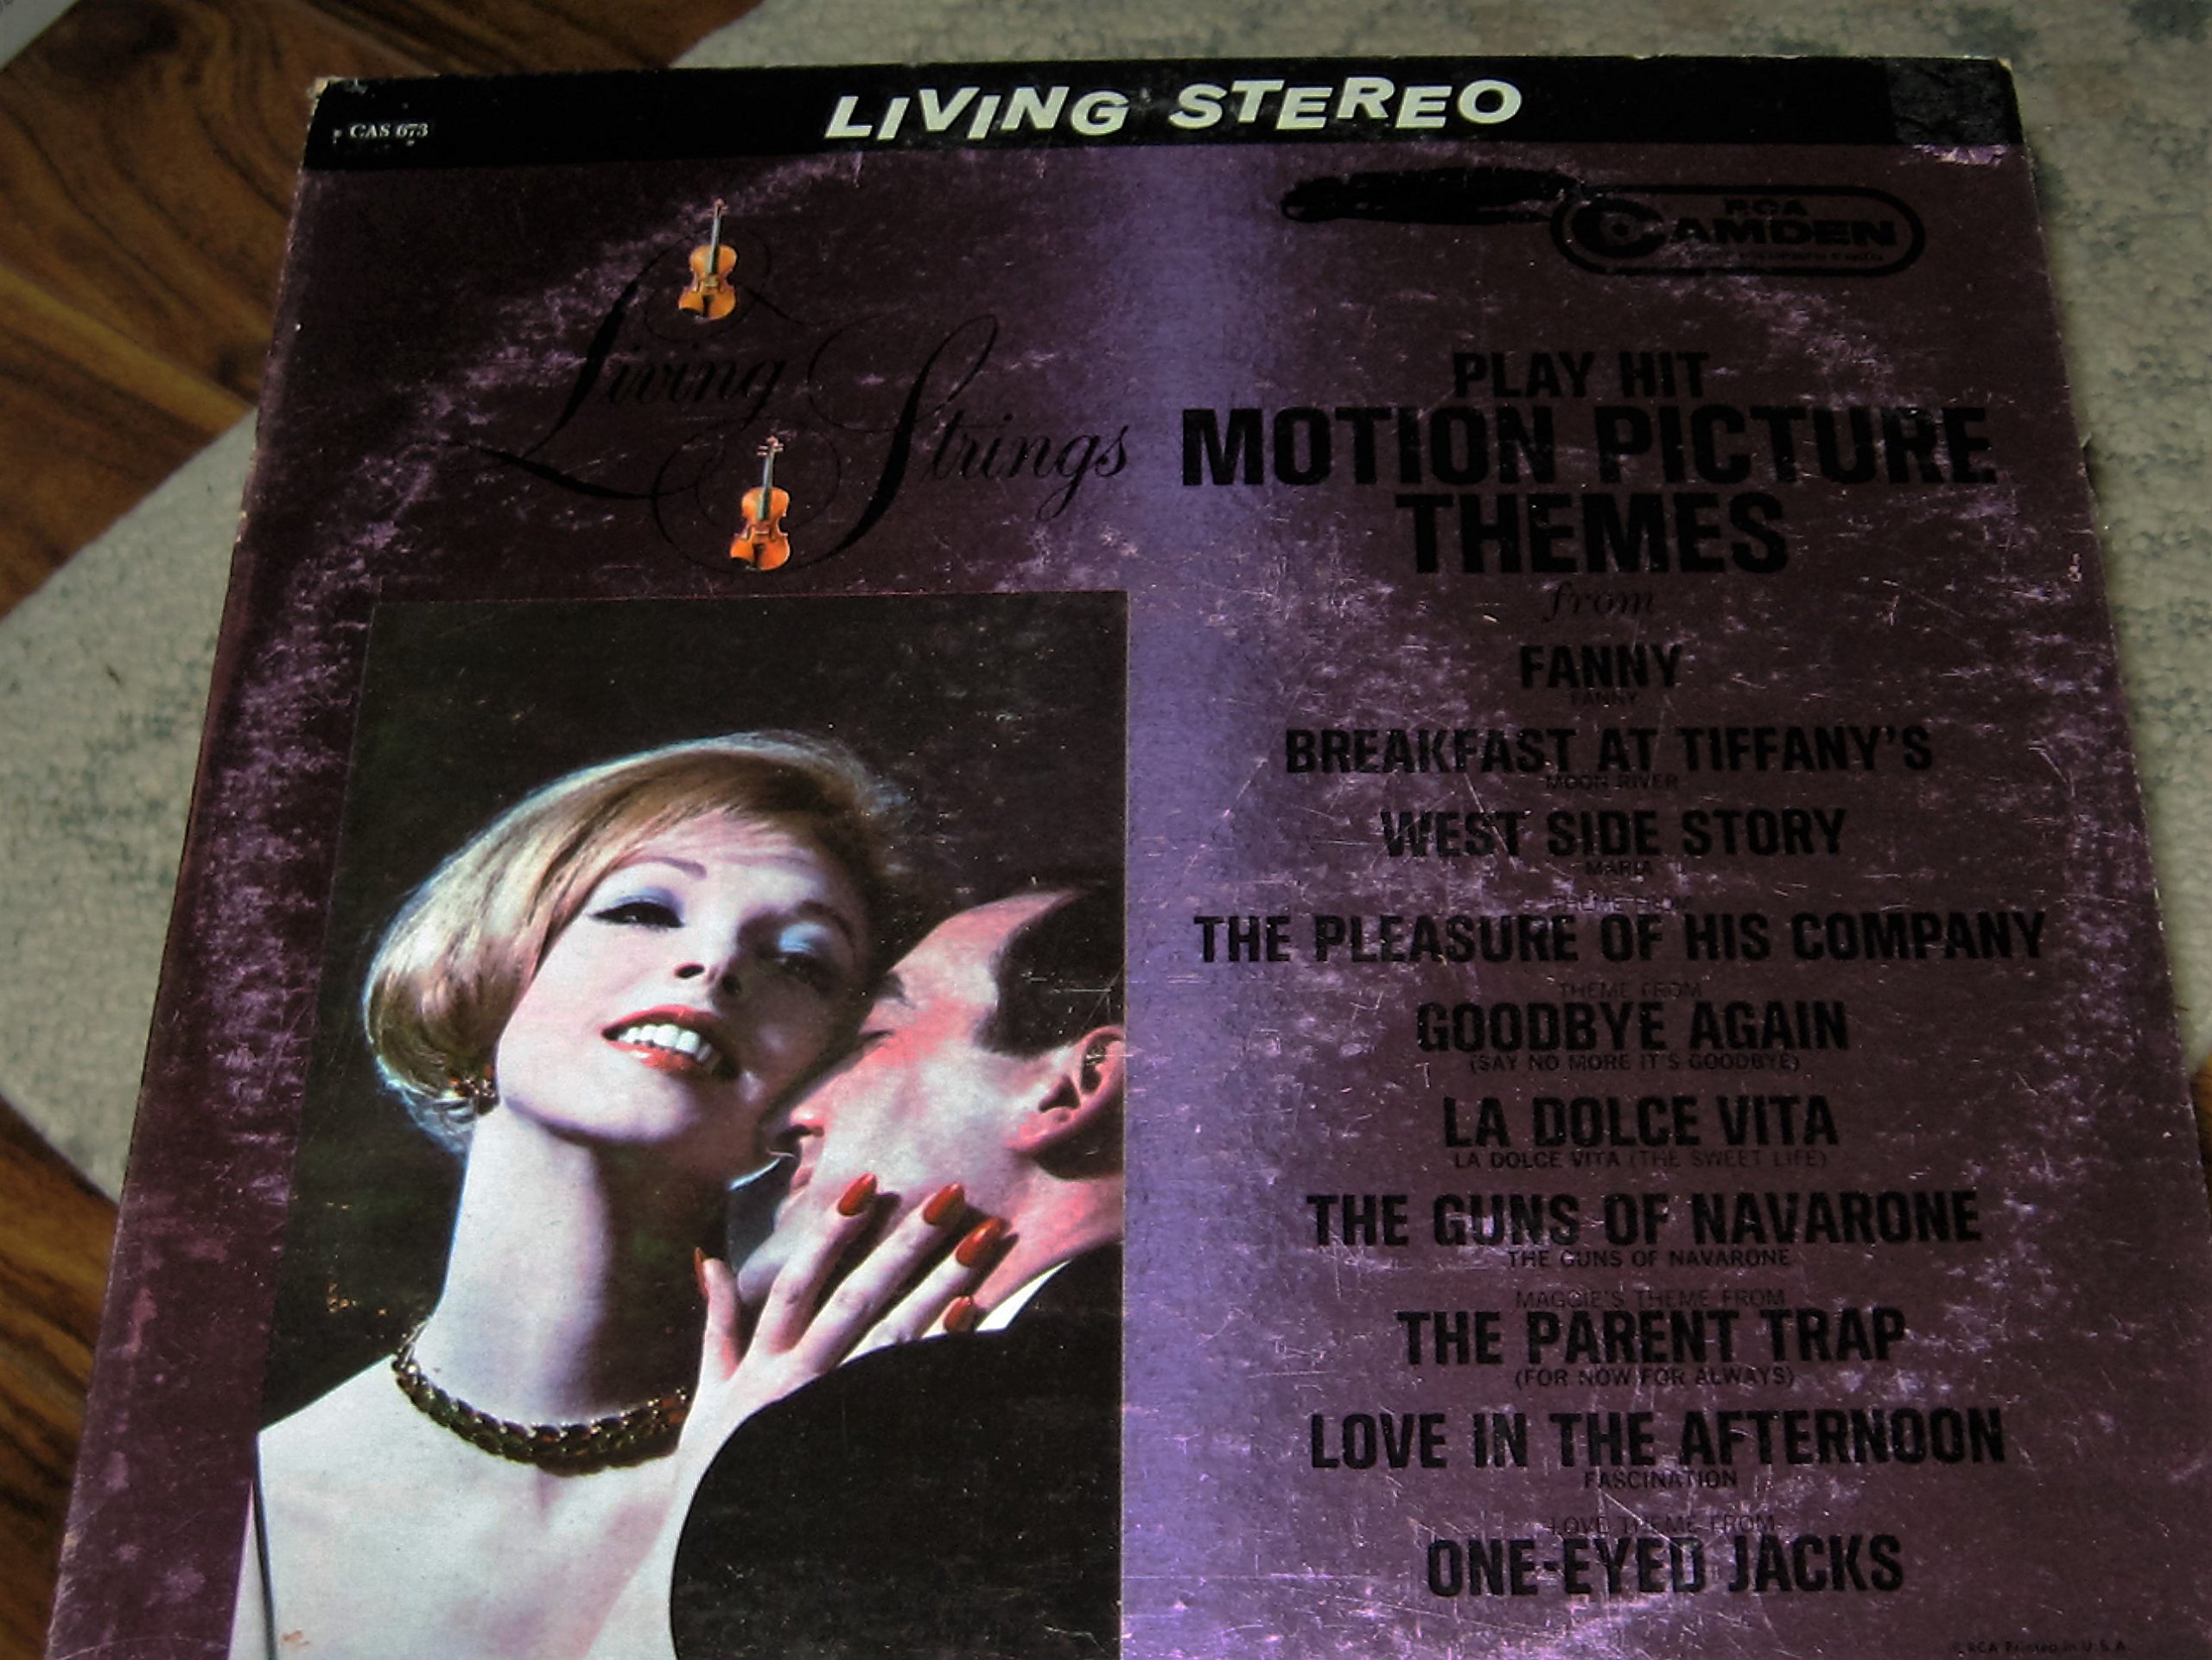 LIVING STEREO
CAS 673
RCA
CAMDEN
Living Strings
PLAY HIT
MOTION PICTURE
THEMES
from
FANNY
FANNY
BREAKFAST AT TIFFANY'S
MOON RIVER
WEST SIDE STORY
MARIA
THEME FROM
THE PLEASURE OF HIS COMPANY
THEME FROM
GOODBYE AGAIN
(SAY NO MORE IT'S GOODBYE)
LA DOLCE VITA
LA DOLCE VITA (THE SWEET LIFE)
THE GUNS OF NAVARONE
THE GUNS OF NAVARONE
MAGGIE'S THEME FROM
THE PARENT TRAP
(FOR NOW FOR ALWAYS)
LOVE IN THE AFTERNOON
FASCINATION
LOVE THEME FROM
ONE-EYED JACKS
RCA Printed in U.S.A.